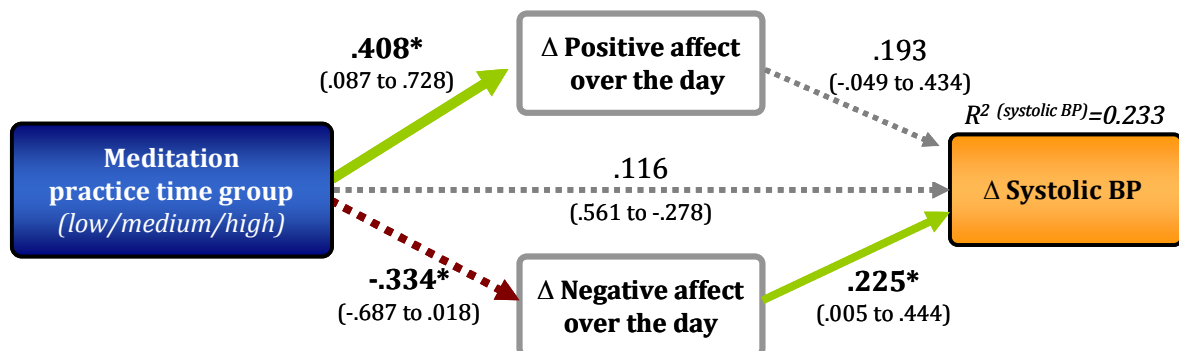 .408*
(.087 to .728)
Δ Positive affect
over the day
.193
(-.049 to .434)
R² (systolic BP)=0.233
Meditation
practice time group
(low/medium/high)
.116
(.561 to -.278)
Δ Systolic BP
-.334*
(-.687 to .018)
Δ Negative affect
over the day
.225*
(.005 to .444)